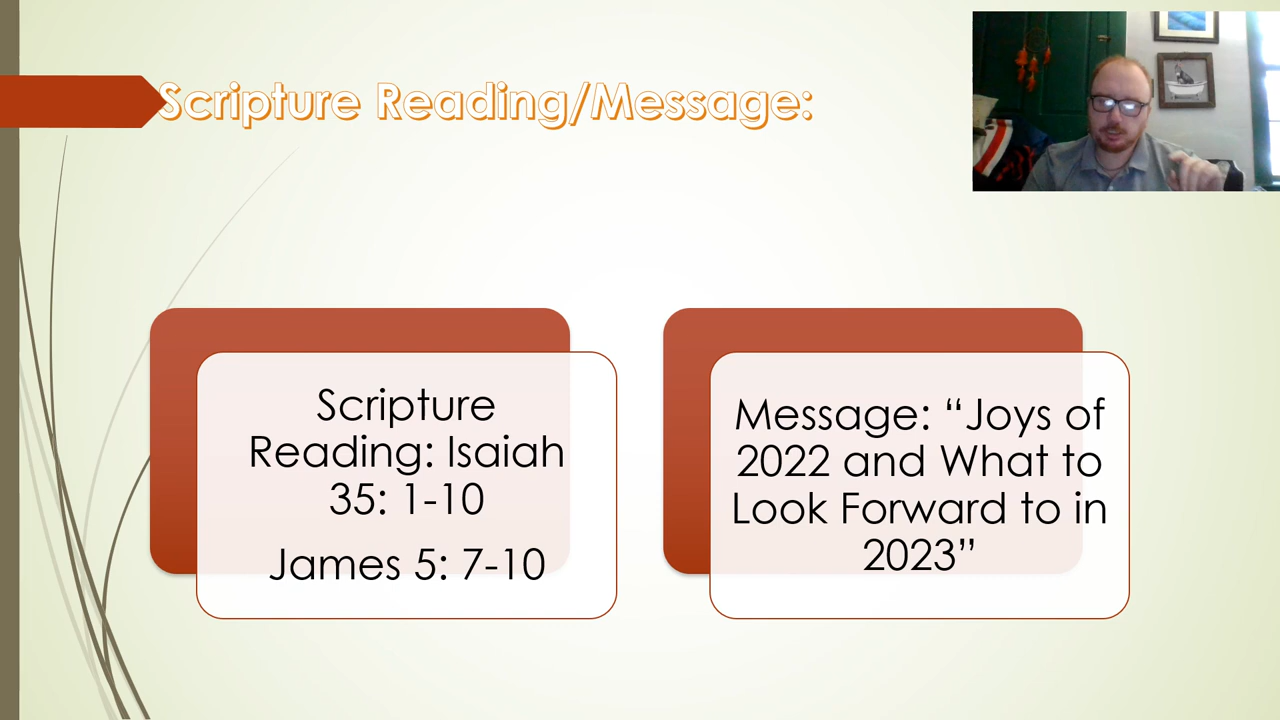 Scripture Reading/Message:
Scripture
Reading: Isaiah
35: 1-10
James 5: 7-10
Message: “Joys of
2022 and What to
Look Forward to in
2023”